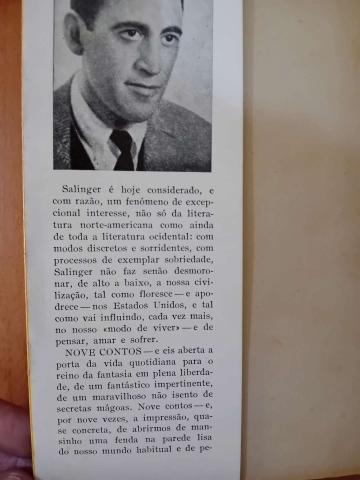 Salinger é hoje considerado, e
com razão, um fenómeno de excep-
cional interesse, não só da litera-
tura norte-americana como ainda
de toda a literatura ocidental: com
modos discretos e sorridentes, com
processos de exemplar sobriedade,
Salinger não faz senão desmoro-
nar, de alto a baixo, a nossa civi-
lização, tal como floresce — e apo-
drece — nos Estados Unidos, e tal
como vai influindo, cada vez mais,
no nosso «modo de viver» — e de
pensar, amar e sofrer.
NOVE CONTOS — e eis aberta a
porta da vida quotidiana para o
reino da fantasia em plena liberda-
de, de um fantástico impertinente,
de um maravilhoso não isento de
secretas mágoas. Nove contos — e,
por nove vezes, a impressão, qua-
se concreta, de abrirmos de man-
sinho uma fenda na parede lisa
do nosso mundo habitual e de pe-